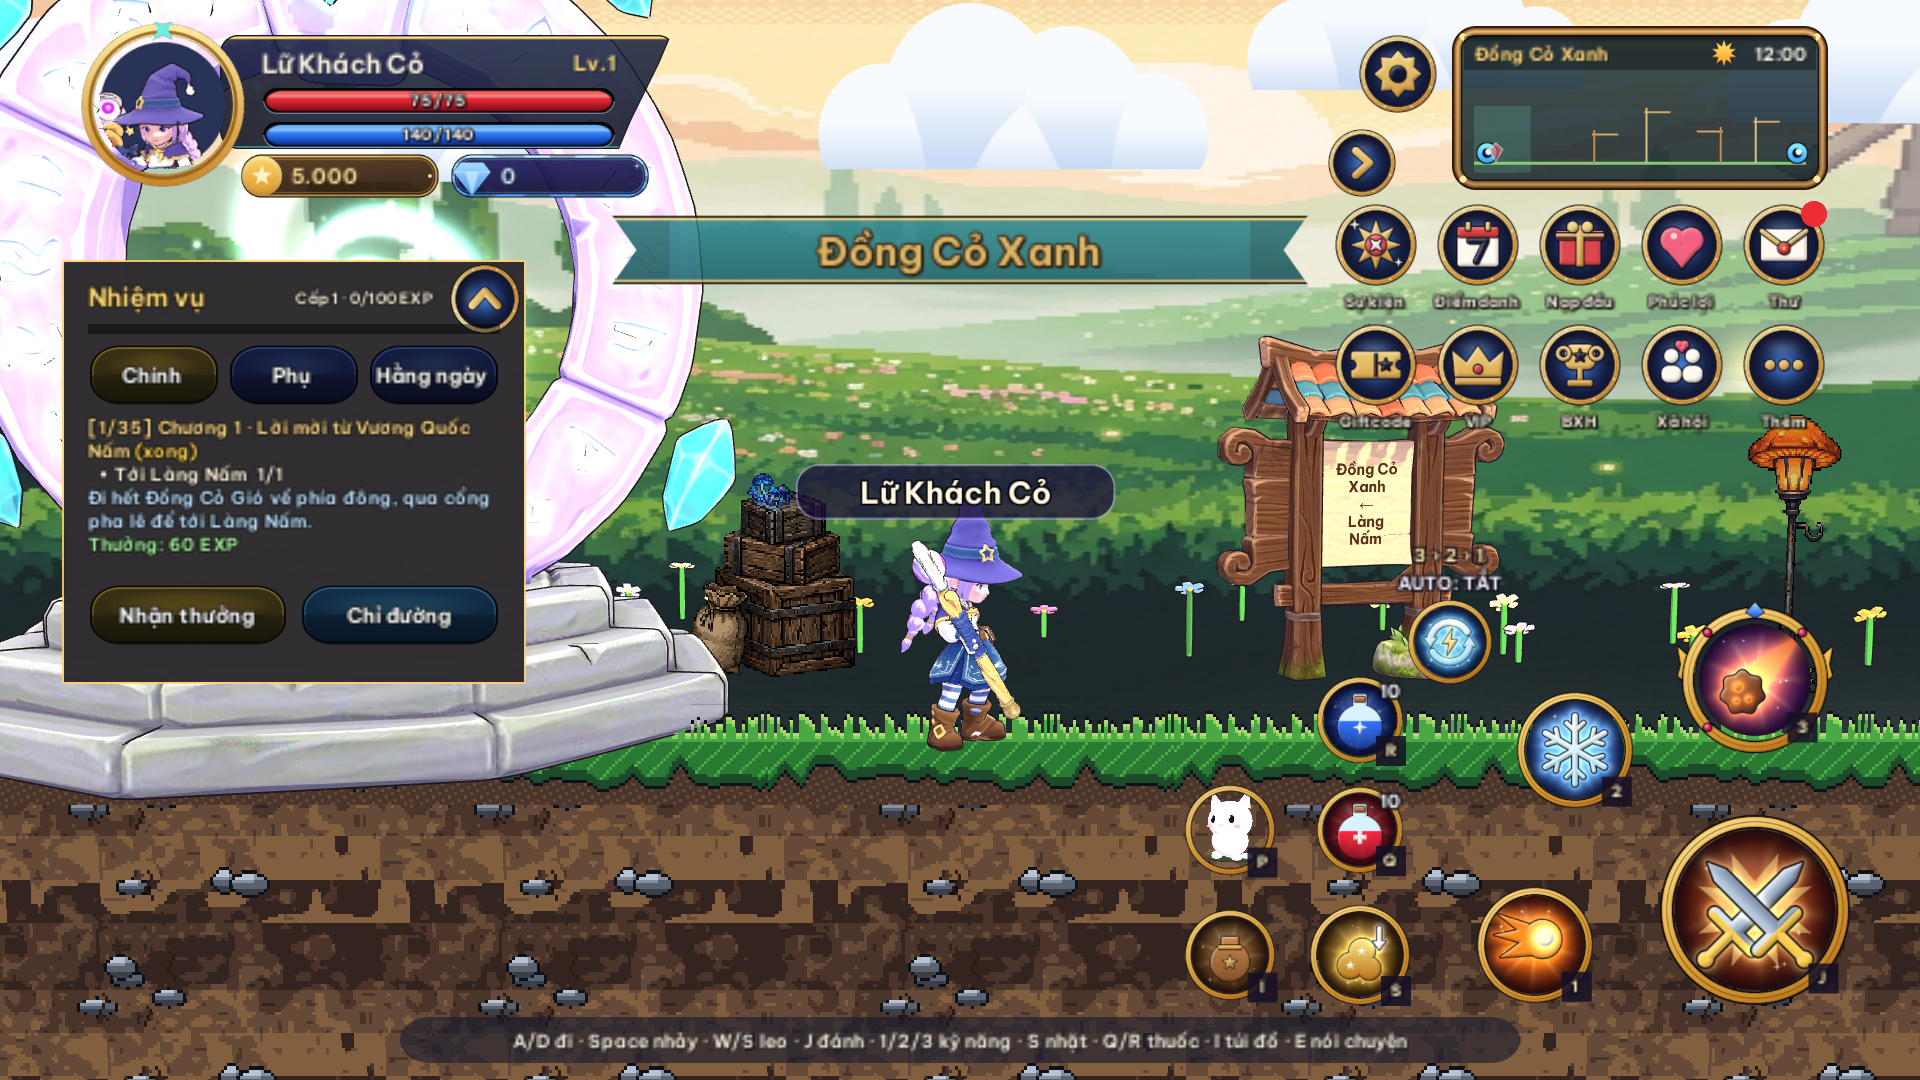 Lữ Khách Cỏ
Lv.1
75/75
140/140
5.000
0
Đồng Cỏ Xanh
12:00
Đồng Cỏ Xanh
7
Sự kiện
Điểm danh
Nạp đầu
Phúc lợi
Thư
Giftcode
VIP
BXH
Xã hội
Thêm
Nhiệm vụ
Cấp 1 - 0/100 EXP
Chính
Phụ
Hằng ngày
[1/35] Chương 1 - Lời mời từ Vương Quốc
Nấm (xong)
• Tới Làng Nấm 1/1
Đi hết Đồng Cỏ Gió về phía đông, qua cổng
pha lê để tới Làng Nấm.
Thưởng: 60 EXP
Nhận thưởng
Chỉ đường
Lữ Khách Cỏ
Đồng Cỏ
Xanh
←
Làng
Nấm
3 › 2 › 1
AUTO: TẮT
10
R
3
2
P
10
Q
I
S
1
J
A/D đi - Space nhảy - W/S leo - J đánh - 1/2/3 kỹ năng - S nhặt - Q/R thuốc - I túi đồ - E nói chuyện